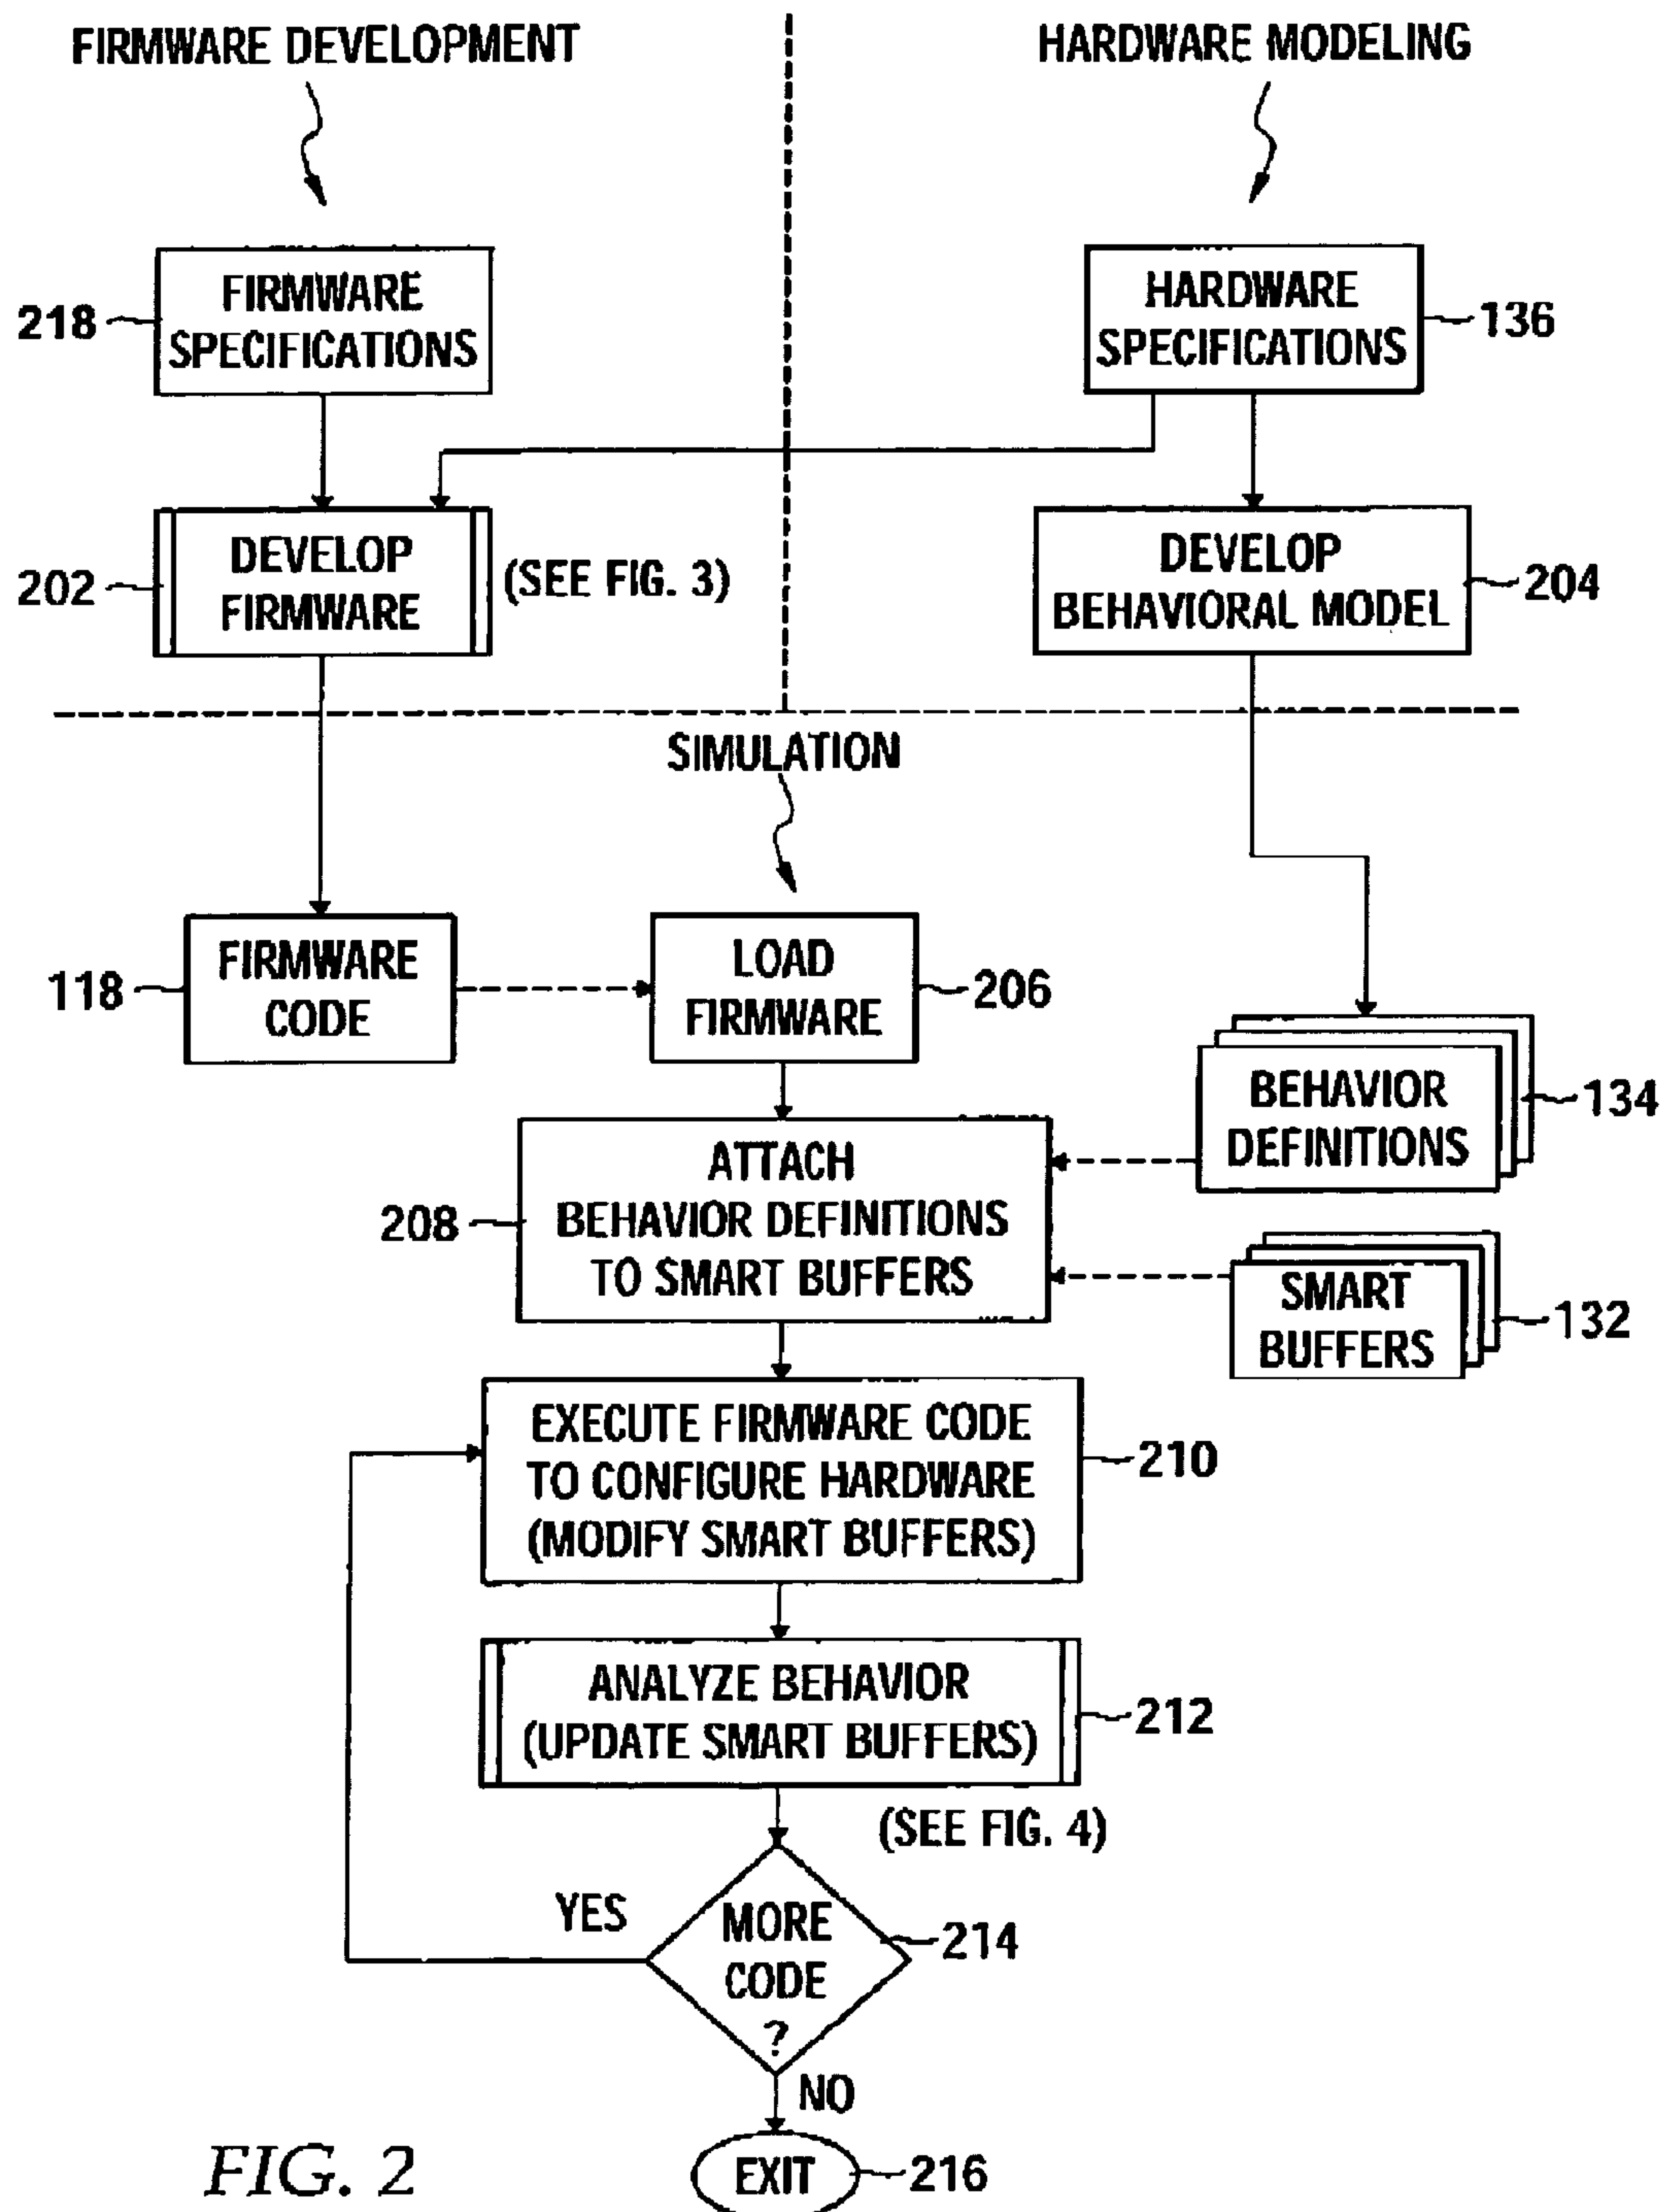 FIRMWARE DEVELOPMENT
HARDWARE MODELING
FIRMWARE
SPECIFICATIONS
218
HARDWARE
SPECIFICATIONS
136
DEVELOP
FIRMWARE
202
(SEE FIG. 3)
DEVELOP
BEHAVIORAL MODEL
204
SIMULATION
FIRMWARE
CODE
118
LOAD
FIRMWARE
206
BEHAVIOR
DEFINITIONS
134
ATTACH
BEHAVIOR DEFINITIONS
TO SMART BUFFERS
208
SMART
BUFFERS
132
EXECUTE FIRMWARE CODE
TO CONFIGURE HARDWARE
(MODIFY SMART BUFFERS)
210
ANALYZE BEHAVIOR
(UPDATE SMART BUFFERS)
212
(SEE FIG. 4)
YES
MORE
CODE
?
214
NO
EXIT
216
FIG. 2